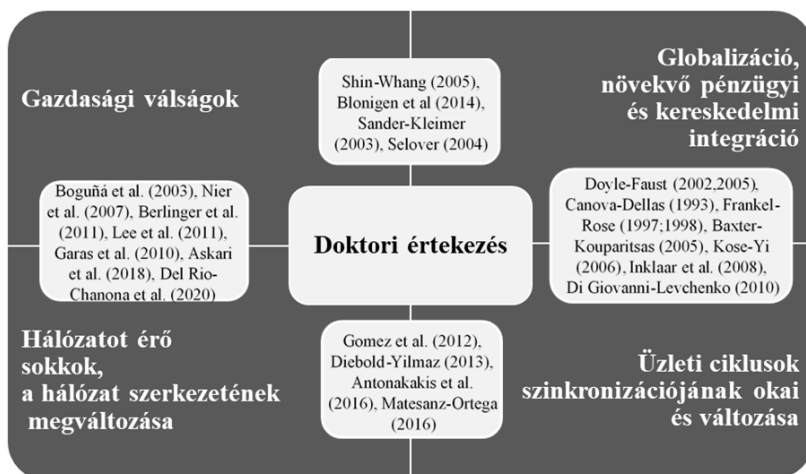 Gazdasági válságok
Shin-Whang (2005),
Blonigen et al (2014),
Sander-Kleimer
(2003), Selover (2004)
Globalizáció,
növekvő pénzügyi
és kereskedelmi
integráció
Boguñá et al. (2003), Nier
et al. (2007), Berlinger et al.
(2011), Lee et al. (2011),
Garas et al. (2010), Askari
et al. (2018), Del Rio-
Chanona et al. (2020)
Doktori értekezés
Doyle-Faust (2002,2005),
Canova-Dellas (1993), Frankel-
Rose (1997;1998), Baxter-
Kouparitsas (2005), Kose-Yi
(2006), Inklaar et al. (2008),
Di Giovanni-Levchenko (2010)
Hálózatot érő
sokkok,
a hálózat szerkezetének
megváltozása
Gomez et al. (2012),
Diebold-Yilmaz (2013),
Antonakakis et al.
(2016), Matesanz-Ortega
(2016)
Üzleti ciklusok
szinkronizációjának okai
és változása